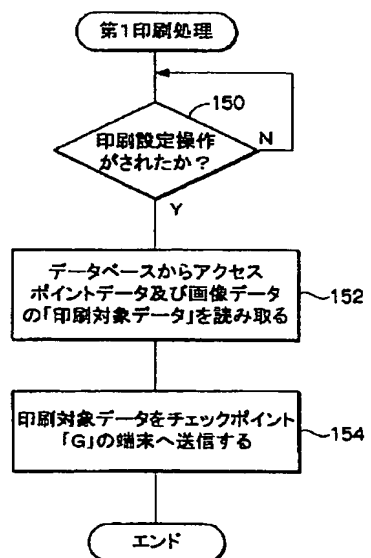 第1印刷処理
150
印刷設定操作
がされたか？
N
Y
データベースからアクセス
ポイントデータ及び画像データ
の「印刷対象データ」を読み取る
152
印刷対象データをチェックポイント
「G」の端末へ送信する
154
エンド